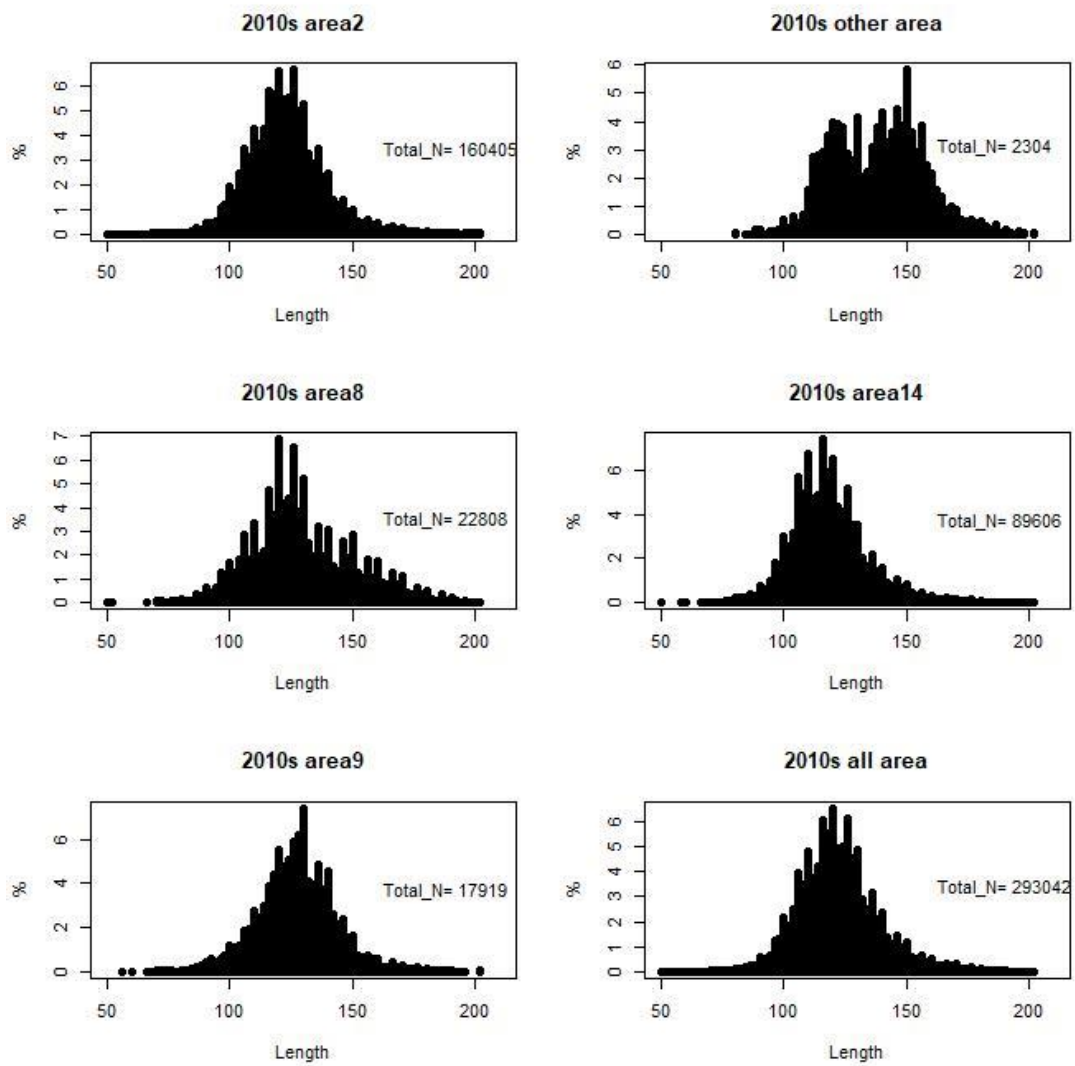 2010s area2
%
6
5
4
3
2
1
0
Total_N= 160405
50 100 150 200
Length
2010s other area
%
6
5
4
3
2
1
0
Total_N= 2304
50 100 150 200
Length
2010s area8
%
7
6
5
4
3
2
1
0
Total_N= 22808
50 100 150 200
Length
2010s area14
%
6
4
2
0
Total_N= 89606
50 100 150 200
Length
2010s area9
%
6
4
2
0
Total_N= 17919
50 100 150 200
Length
2010s all area
%
6
5
4
3
2
1
0
Total_N= 293042
50 100 150 200
Length